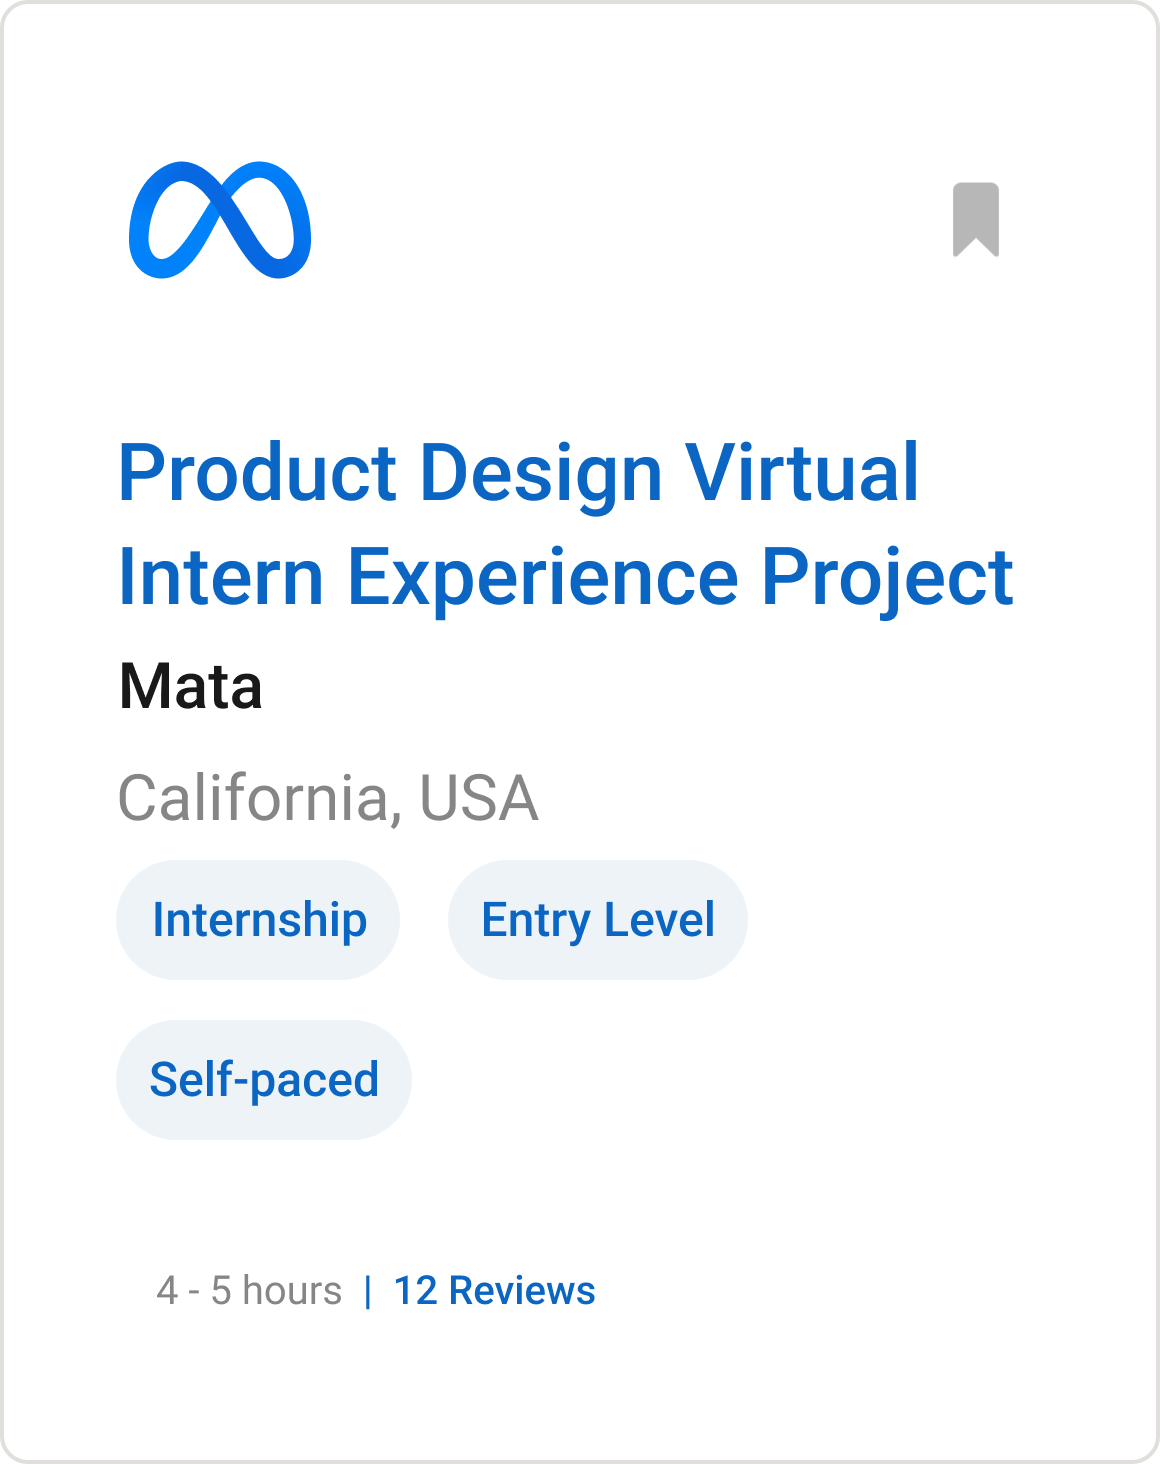 Product Design Virtual
Intern Experience Project
Mata
California, USA
Internship Entry Level
Self-paced
4 - 5 hours | 12 Reviews